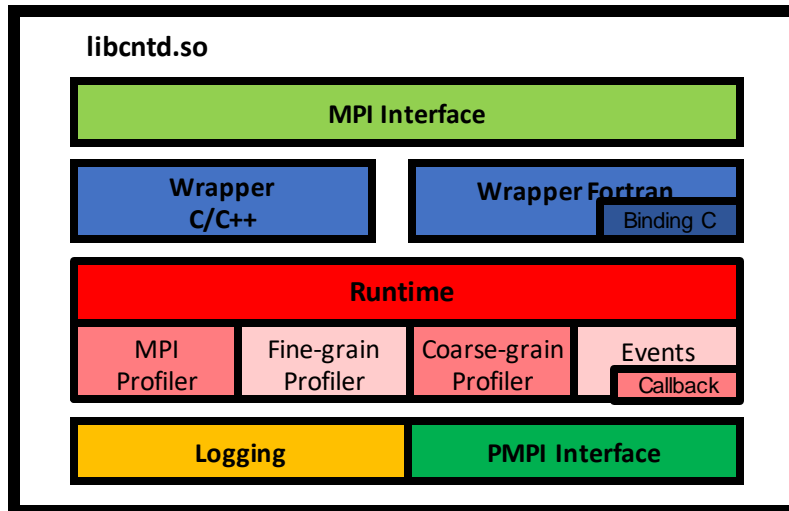 libcntd.so
MPI Interface
Wrapper
C/C++
Wrapper Fortran
Binding C
Runtime
MPI
Profiler
Fine-grain
Profiler
Coarse-grain
Profiler
Events
Callback
Logging
PMPI Interface